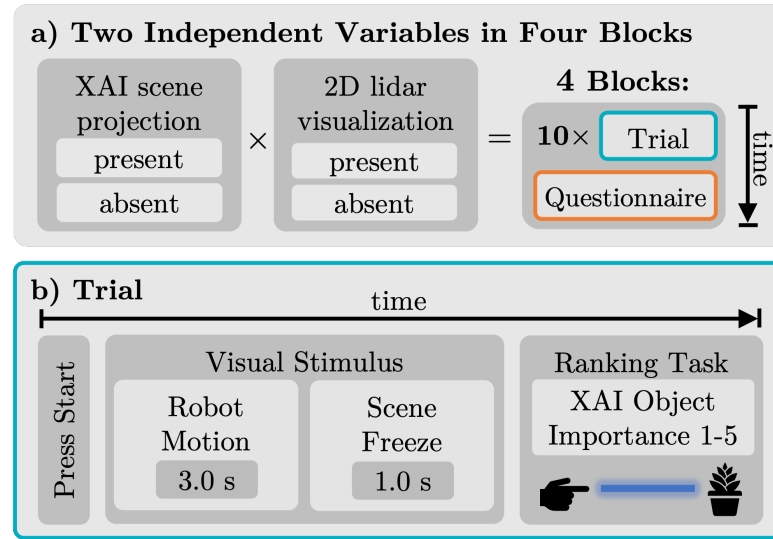 a) Two Independent Variables in Four Blocks
XAI scene
projection
present
absent
×
2D lidar
visualization
present
absent
=
4 Blocks:
10× Trial
Questionnaire
time
b) Trial
time
Press Start
Visual Stimulus
Robot
Motion
3.0 s
Scene
Freeze
1.0 s
Ranking Task
XAI Object
Importance 1-5